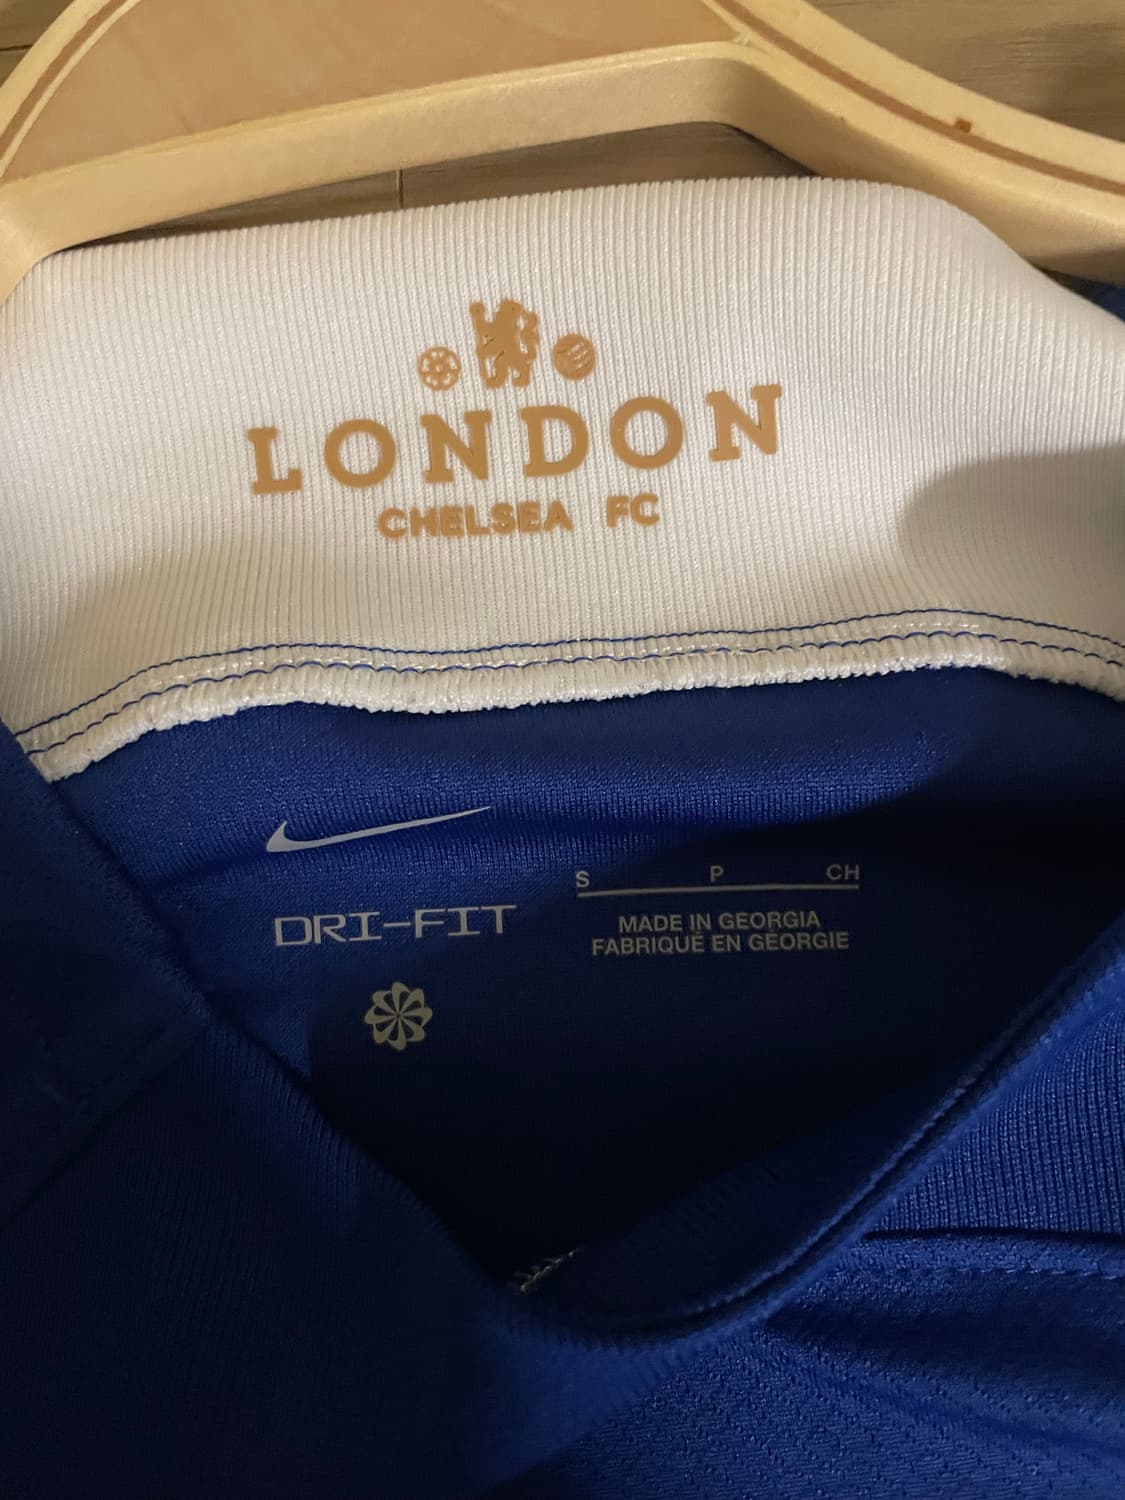 LONDON
CHELSEA FC
DRI-FIT
S P CH
MADE IN GEORGIA
FABRIQUÉ EN GÉORGIE